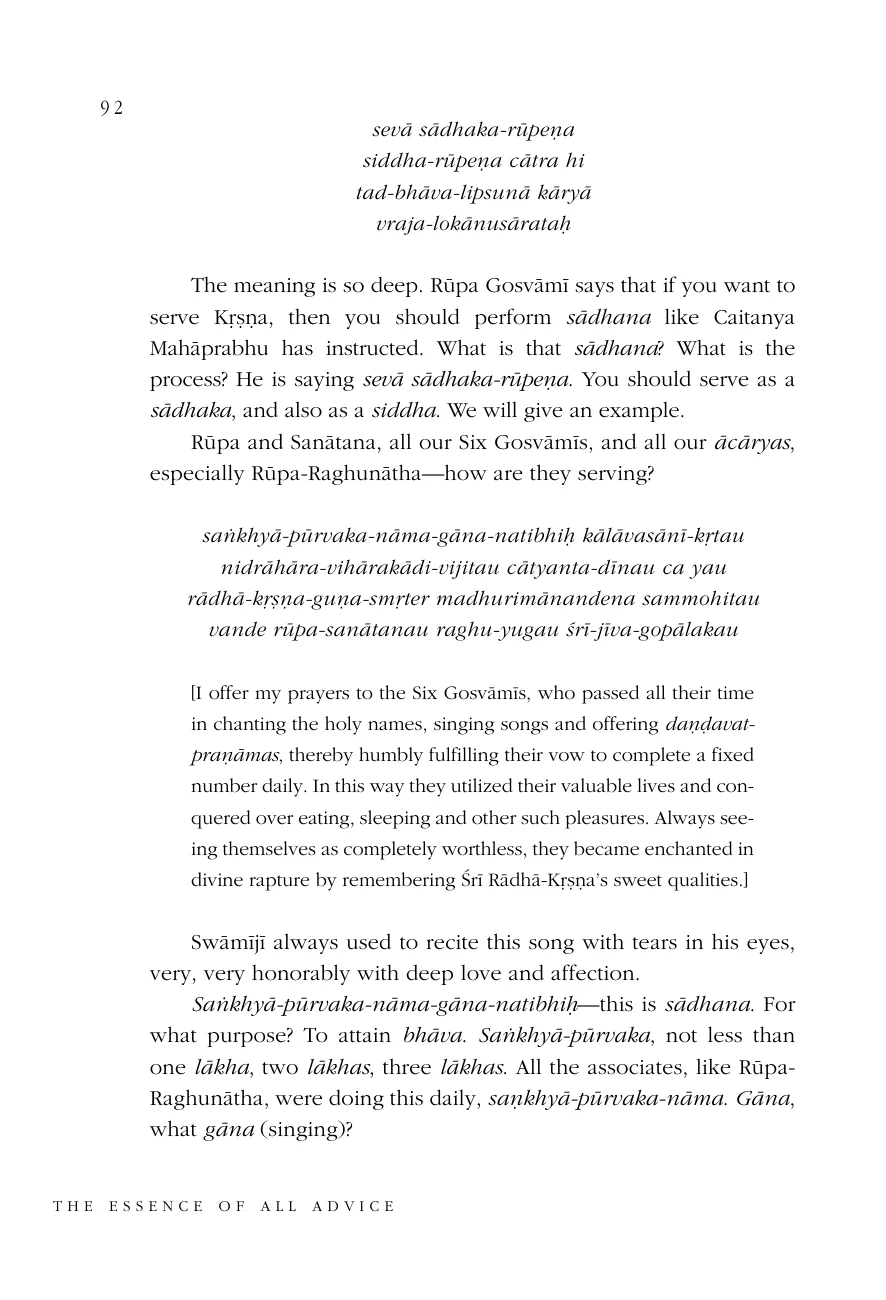 92
sevā sādhaka-rūpeṇa
siddha-rūpeṇa cātra hi
tad-bhāva-lipsunā kāryā
vraja-lokānusārataḥ
The meaning is so deep. Rūpa Gosvāmī says that if you want to
serve Kṛṣṇa, then you should perform sādhana like Caitanya
Mahāprabhu has instructed. What is that sādhana? What is the
process? He is saying sevā sādhaka-rūpeṇa. You should serve as a
sādhaka, and also as a siddha. We will give an example.
Rūpa and Sanātana, all our Six Gosvāmīs, and all our ācāryas,
especially Rūpa-Raghunātha—how are they serving?
saṅkhyā-pūrvaka-nāma-gāna-natibhiḥ kālāvasānī-kṛtau
nidrāhāra-vihārakādi-vijitau cātyanta-dīnau ca yau
rādhā-kṛṣṇa-guṇa-smṛter madhurimānandena sammohitau
vande rūpa-sanātanau raghu-yugau śrī-jīva-gopālakau
[I offer my prayers to the Six Gosvāmīs, who passed all their time
in chanting the holy names, singing songs and offering daṇḍavat-
praṇāmas, thereby humbly fulfilling their vow to complete a fixed
number daily. In this way they utilized their valuable lives and con-
quered over eating, sleeping and other such pleasures. Always see-
ing themselves as completely worthless, they became enchanted in
divine rapture by remembering Śrī Rādhā-Kṛṣṇa's sweet qualities.]
Swāmījī always used to recite this song with tears in his eyes,
very, very honorably with deep love and affection.
Saṅkhyā-pūrvaka-nāma-gāna-natibhiḥ—this is sādhana. For
what purpose? To attain bhāva. Saṅkhyā-pūrvaka, not less than
one lākha, two lākhas, three lākhas. All the associates, like Rūpa-
Raghunātha, were doing this daily, saṇkhyā-pūrvaka-nāma. Gāna,
what gāna (singing)?
THE ESSENCE OF ALL ADVICE